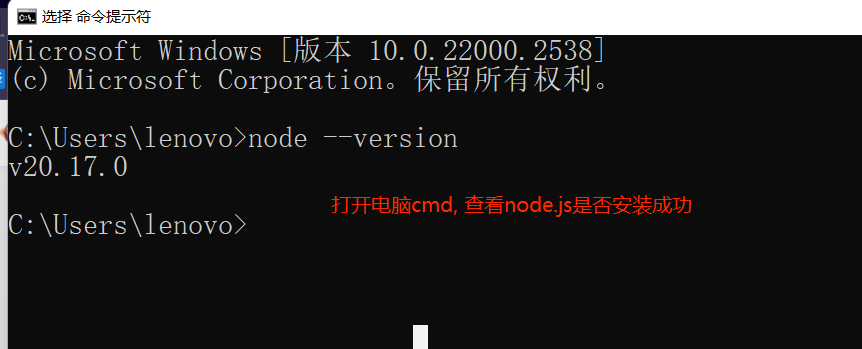 选择 命令提示符
Microsoft Windows [版本 10.0.22000.2538]
(c) Microsoft Corporation。保留所有权利。
C:\Users\lenovo>node --version
v20.17.0
打开电脑cmd, 查看node.js是否安装成功
C:\Users\lenovo>